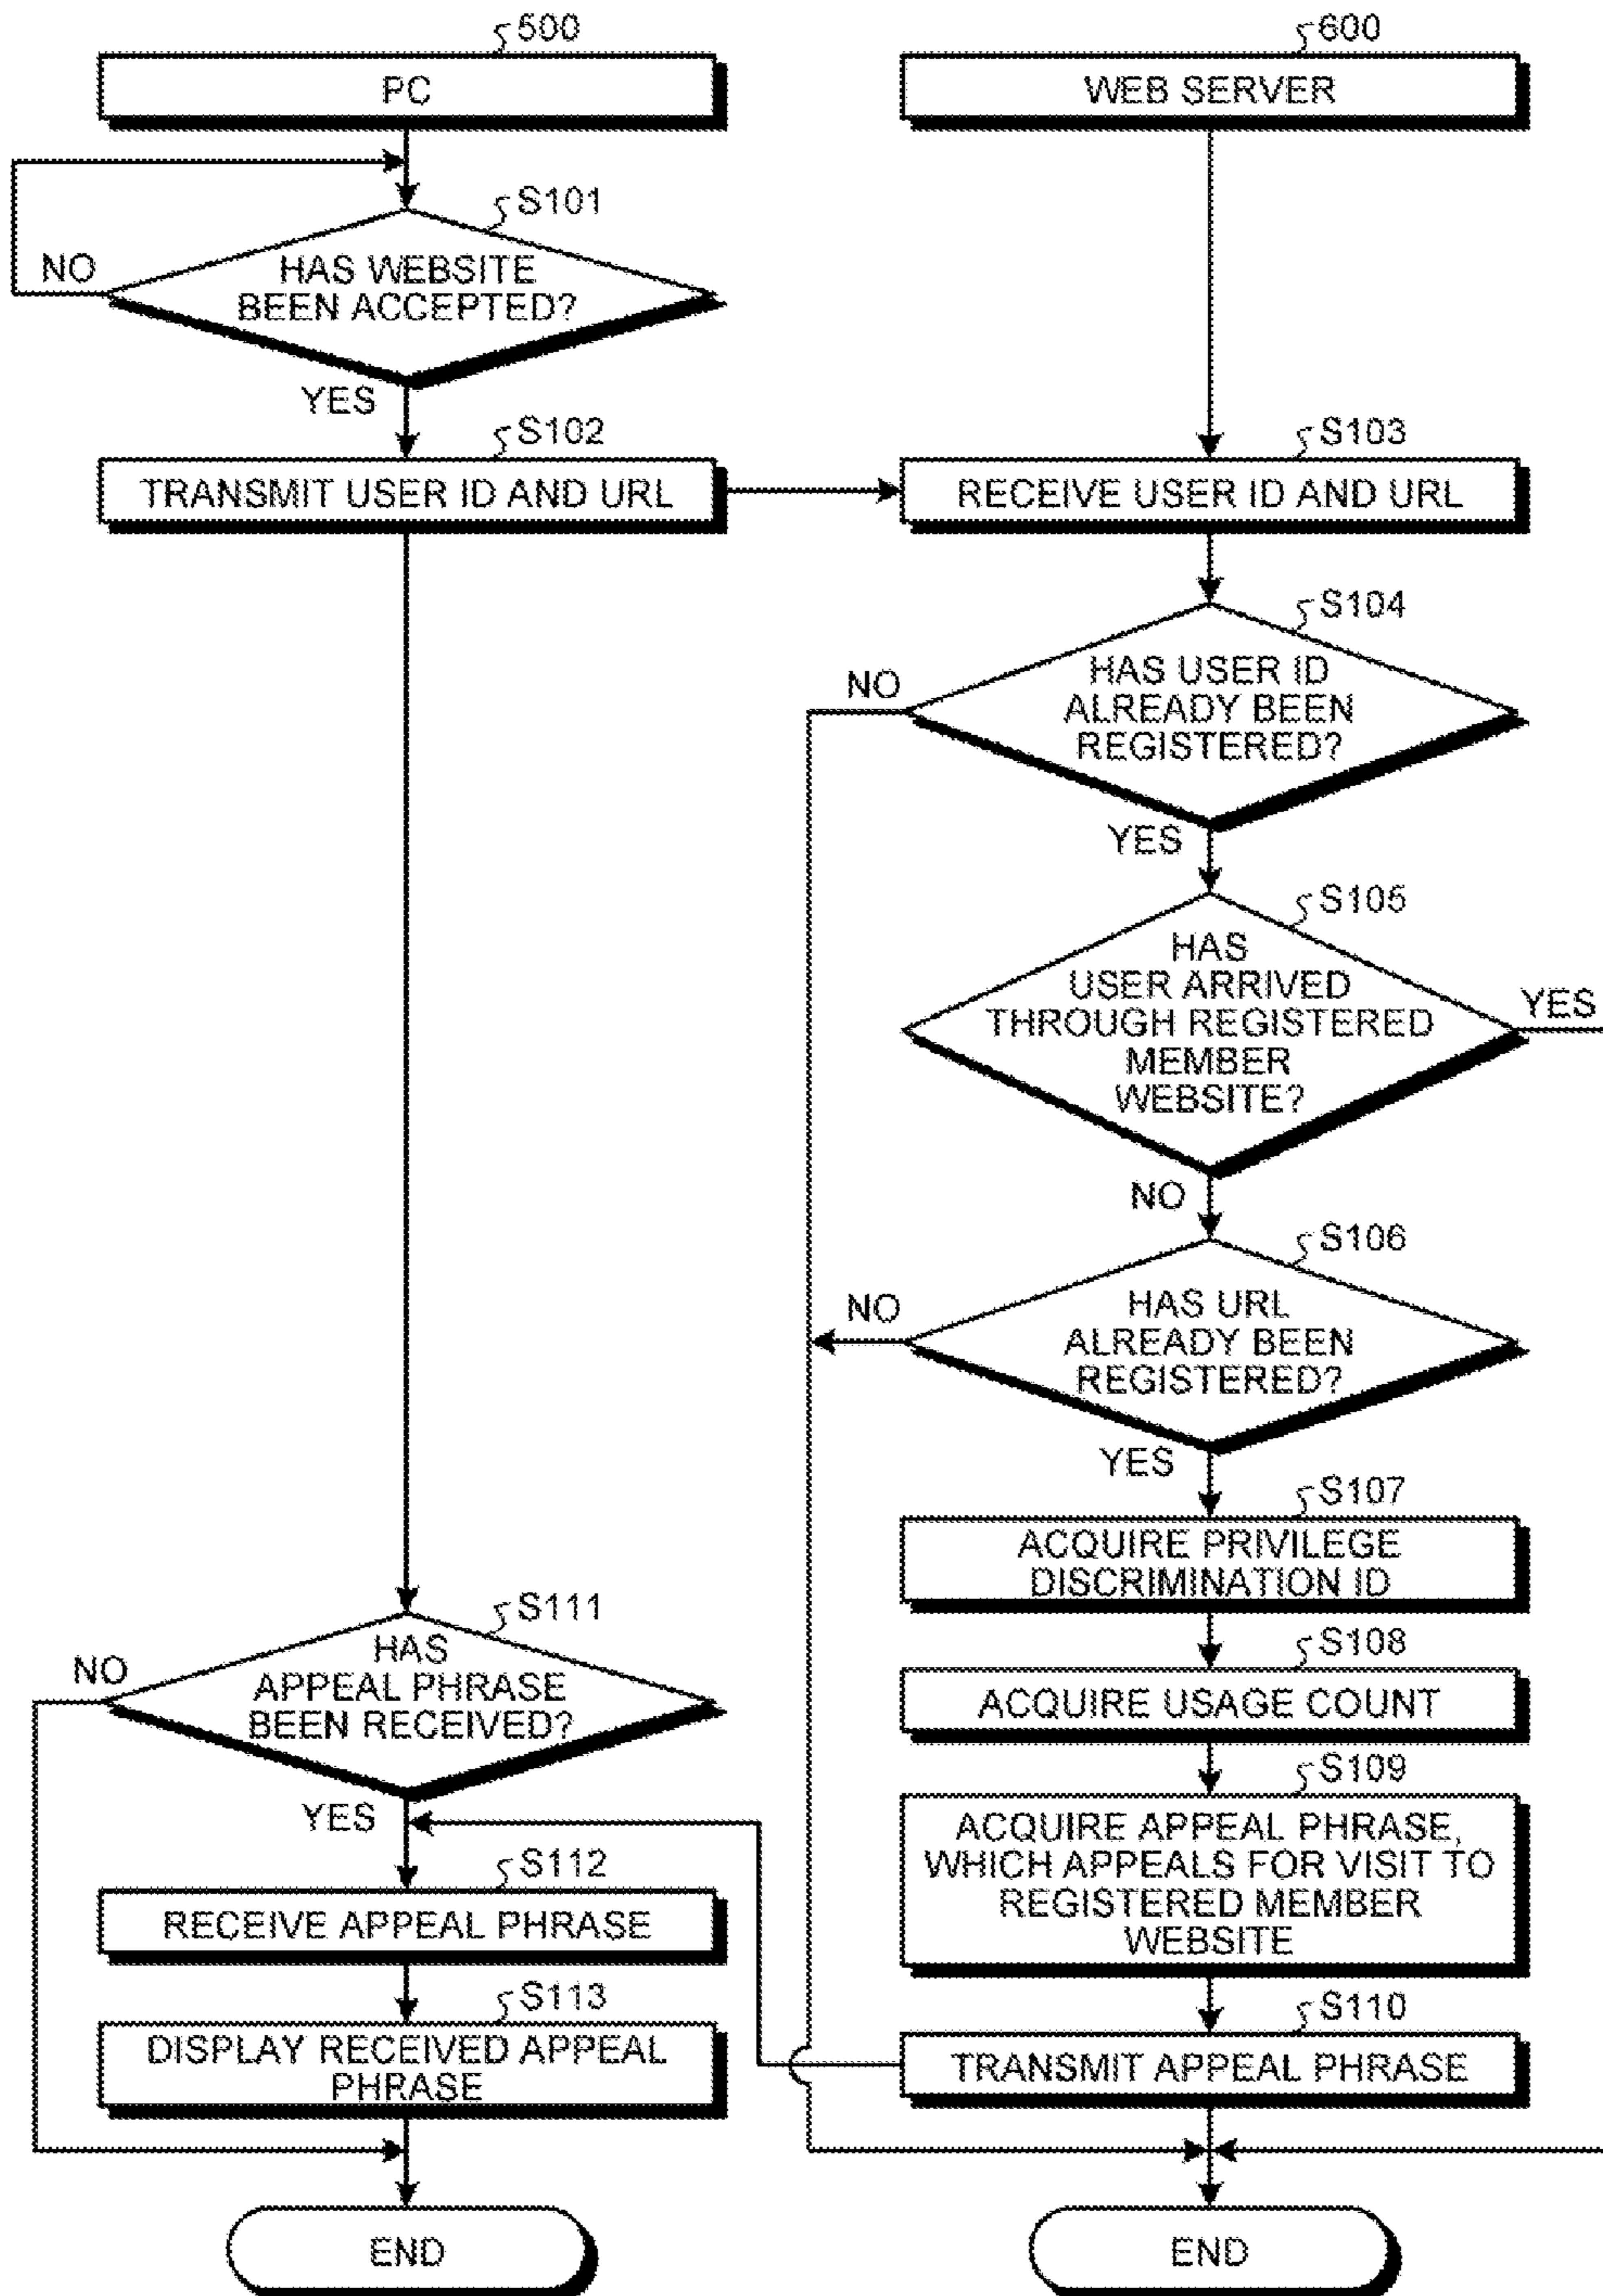 500
PC
S101
HAS WEBSITE
BEEN ACCEPTED?
NO
YES
S102
TRANSMIT USER ID AND URL
S111
HAS
APPEAL PHRASE
BEEN RECEIVED?
NO
YES
S112
RECEIVE APPEAL PHRASE
S113
DISPLAY RECEIVED APPEAL
PHRASE
END
600
WEB SERVER
S103
RECEIVE USER ID AND URL
S104
HAS USER ID
ALREADY BEEN
REGISTERED?
NO
YES
S105
HAS
USER ARRIVED
THROUGH REGISTERED
MEMBER
WEBSITE?
YES
NO
S106
HAS URL
ALREADY BEEN
REGISTERED?
NO
YES
S107
ACQUIRE PRIVILEGE
DISCRIMINATION ID
S108
ACQUIRE USAGE COUNT
S109
ACQUIRE APPEAL PHRASE,
WHICH APPEALS FOR VISIT TO
REGISTERED MEMBER
WEBSITE
S110
TRANSMIT APPEAL PHRASE
END